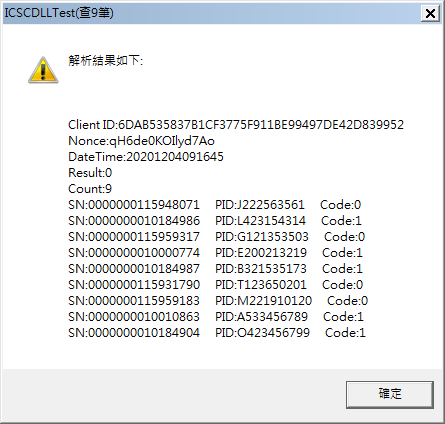 ICSCDLLTest(查9筆)
解析結果如下:
Client ID:6DAB535837B1CF3775F911BE99497DE42D839952
Nonce:qH6de0KOIlyd7Ao
DateTime:20201204091645
Result:0
Count:9
SN:0000000115948071 PID:J222563561 Code:0
SN:0000000010184986 PID:L423154314 Code:1
SN:0000000115959317 PID:G121353503 Code:0
SN:0000000010000774 PID:E200213219 Code:1
SN:0000000010184987 PID:B321535173 Code:1
SN:0000000115931790 PID:T123650201 Code:0
SN:0000000115959183 PID:M221910120 Code:0
SN:0000000010010863 PID:A533456789 Code:1
SN:0000000010184904 PID:O423456799 Code:1
確定